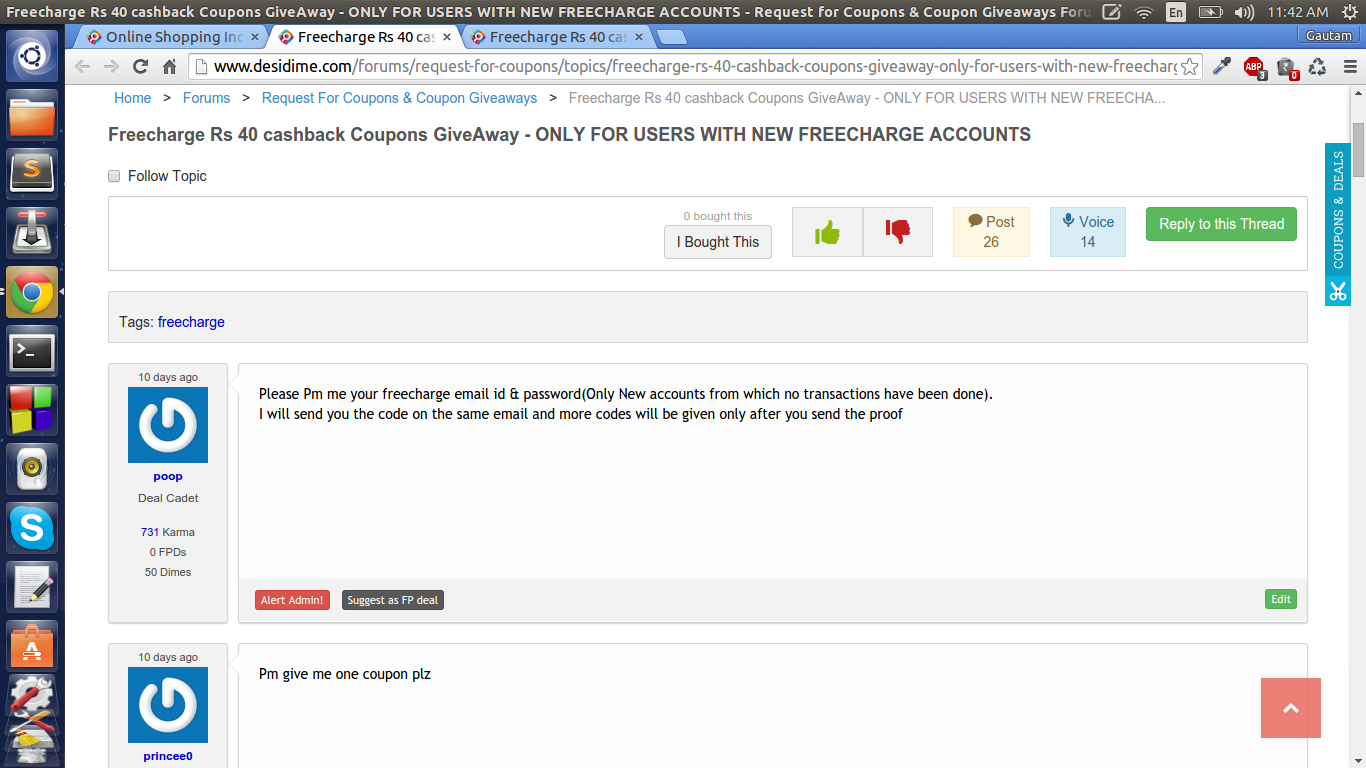 Freecharge Rs 40 cashback Coupons GiveAway - ONLY FOR USERS WITH NEW FREECHARGE ACCOUNTS - Request for Coupons & Coupon Giveaways Foru
En
11:42 AM
Online Shopping Ind
Freecharge Rs 40 cas
Freecharge Rs 40 cas
Gautam
www.desidime.com/forums/request-for-coupons/topics/freecharge-rs-40-cashback-coupons-giveaway-only-for-users-with-new-freecharg
ABP
3
0
Home > Forums > Request For Coupons & Coupon Giveaways > Freecharge Rs 40 cashback Coupons GiveAway - ONLY FOR USERS WITH NEW FREECHA...
Freecharge Rs 40 cashback Coupons GiveAway - ONLY FOR USERS WITH NEW FREECHARGE ACCOUNTS
Follow Topic
COUPONS & DEALS
0 bought this
I Bought This
Post
26
Voice
14
Reply to this Thread
Tags: freecharge
10 days ago
poop
Deal Cadet
731 Karma
0 FPDs
50 Dimes
Please Pm me your freecharge email id & password(Only New accounts from which no transactions have been done).
I will send you the code on the same email and more codes will be given only after you send the proof
Alert Admin!
Suggest as FP deal
Edit
10 days ago
princee0
Pm give me one coupon plz